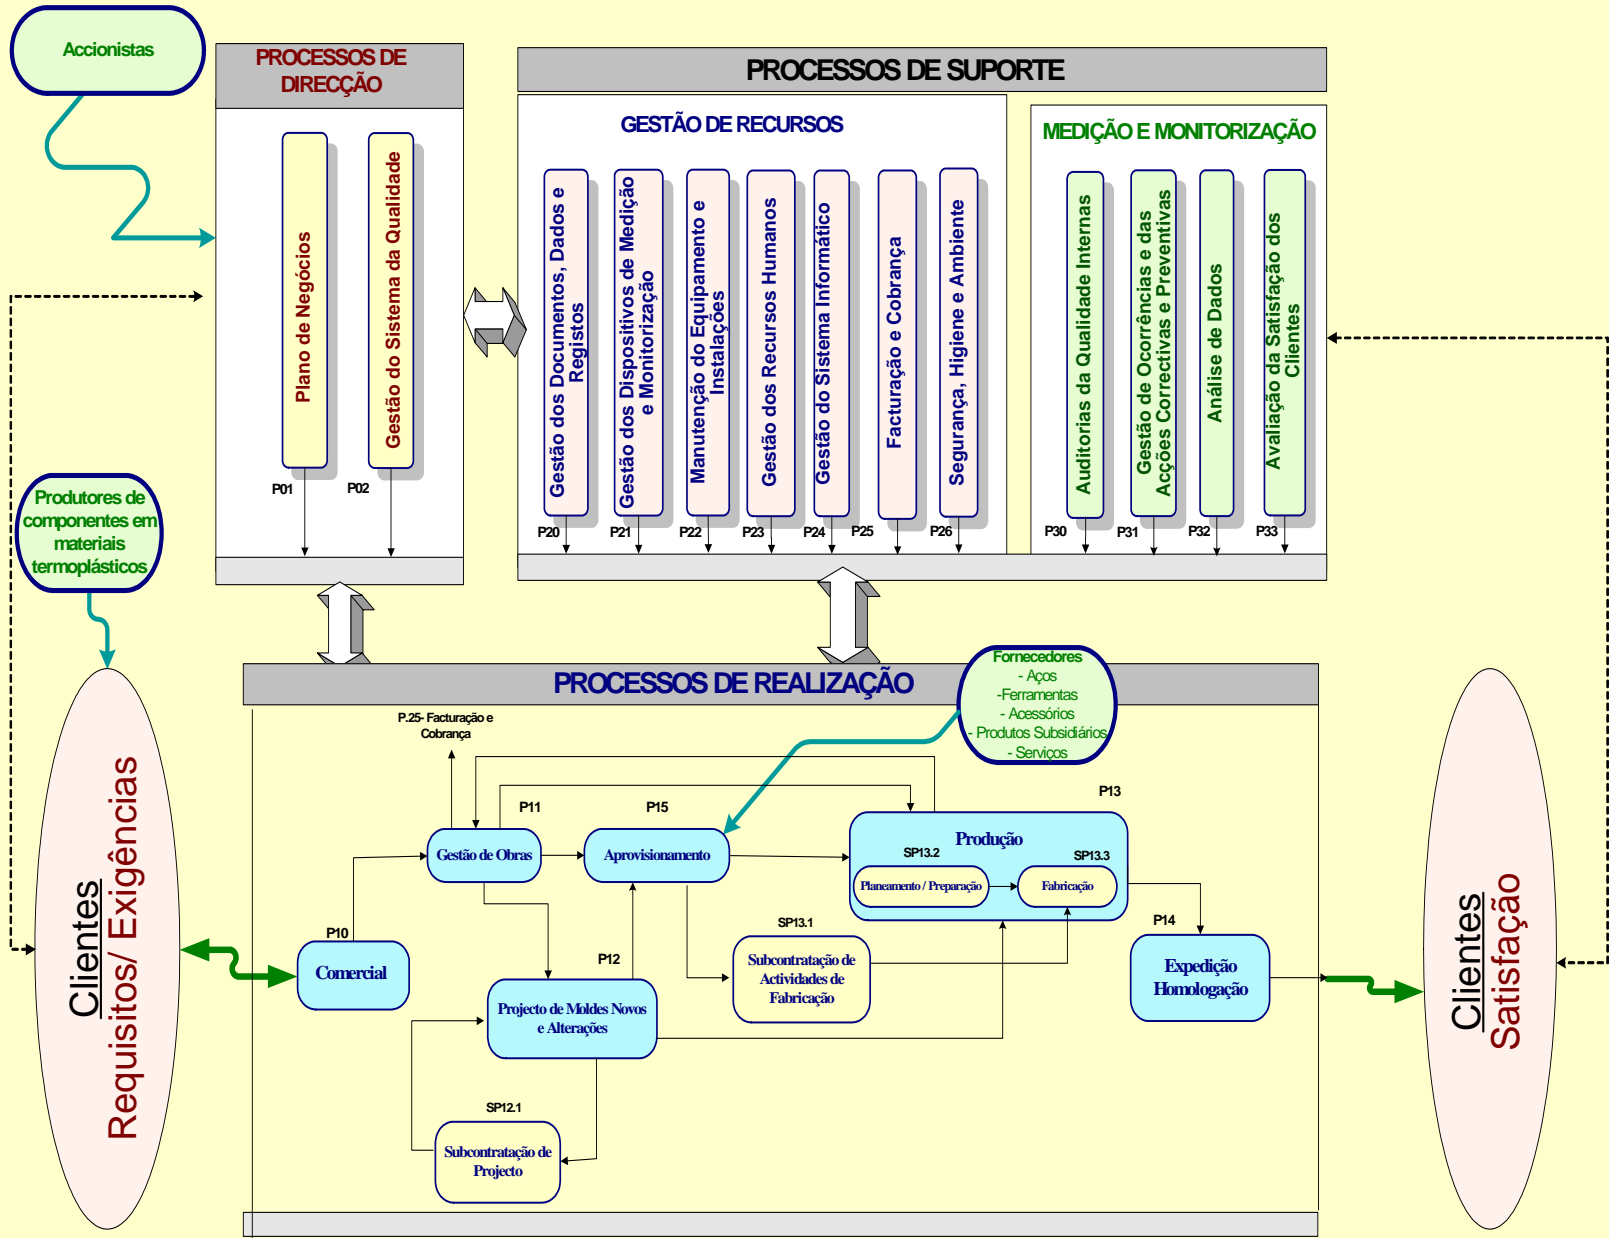 Accionistas
PROCESSOS DE
DIRECÇÃO
PROCESSOS DE SUPORTE
GESTÃO DE RECURSOS
MEDIÇÃO E MONITORIZAÇÃO
Plano de Negócios
Gestão do Sistema da Qualidade
Gestão dos Documentos, Dados e
Registos
Gestão dos Dispositivos de Medição
e Monitorização
Manutenção do Equipamento e
Instalações
Gestão dos Recursos Humanos
Gestão do Sistema Informático
Facturação e Cobrança
Segurança, Higiene e Ambiente
Auditorias da Qualidade Internas
Gestão de Ocorrências e das
Acções Correctivas e Preventivas
Análise de Dados
Avaliação da Satisfação dos
Clientes
P01
P02
P20
P21
P22
P23
P24
P25
P26
P30
P31
P32
P33
Produtores de
componentes em
materiais
termoplásticos
PROCESSOS DE REALIZAÇÃO
Fornecedores
- Aços
-Ferramentas
- Acessórios
- Produtos Subsidiários
- Serviços
P.25- Facturação e
Cobrança
P11
P15
P13
Gestão de Obras
Aprovisionamento
Produção
SP13.2
SP13.3
Planeamento / Preparação
Fabricação
P10
Comercial
P12
Projecto de Moldes Novos
e Alterações
SP13.1
Subcontratação de
Actividades de
Fabricação
P14
Expedição
Homologação
SP12.1
Subcontratação de
Projecto
Clientes
Requisitos/ Exigências
Clientes
Satisfação